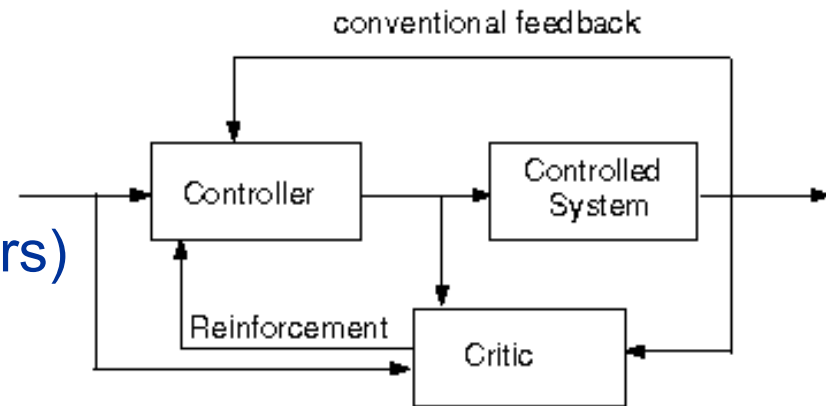 conventional feedback
Controller
Controlled
System
rs)
Reinforcement
Critic